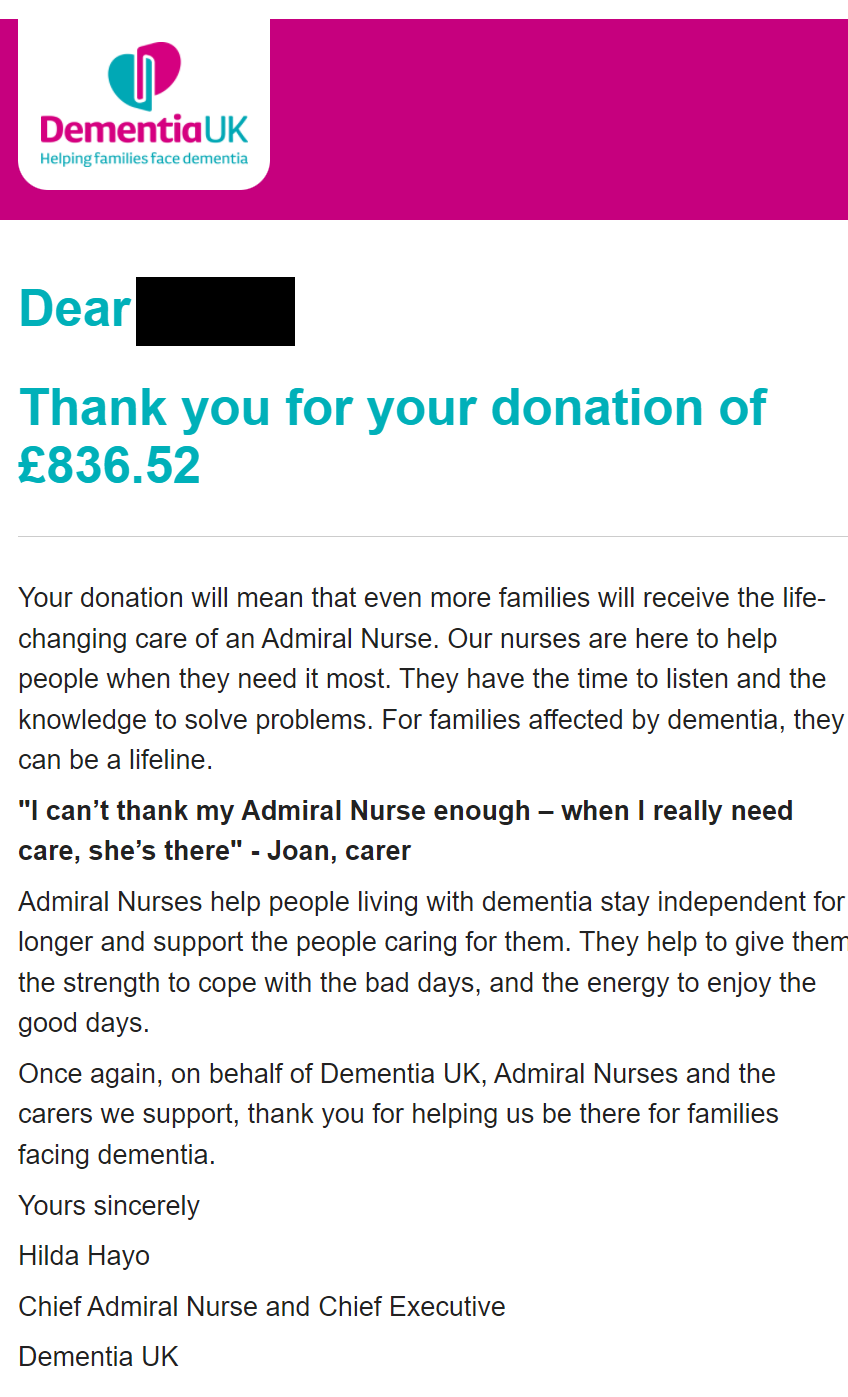 DementiaUK
Helping families face dementia
Dear
Thank you for your donation of
£836.52
Your donation will mean that even more families will receive the life-
changing care of an Admiral Nurse. Our nurses are here to help
people when they need it most. They have the time to listen and the
knowledge to solve problems. For families affected by dementia, they
can be a lifeline.
"I can’t thank my Admiral Nurse enough – when I really need
care, she’s there" - Joan, carer
Admiral Nurses help people living with dementia stay independent for
longer and support the people caring for them. They help to give them
the strength to cope with the bad days, and the energy to enjoy the
good days.
Once again, on behalf of Dementia UK, Admiral Nurses and the
carers we support, thank you for helping us be there for families
facing dementia.
Yours sincerely
Hilda Hayo
Chief Admiral Nurse and Chief Executive
Dementia UK